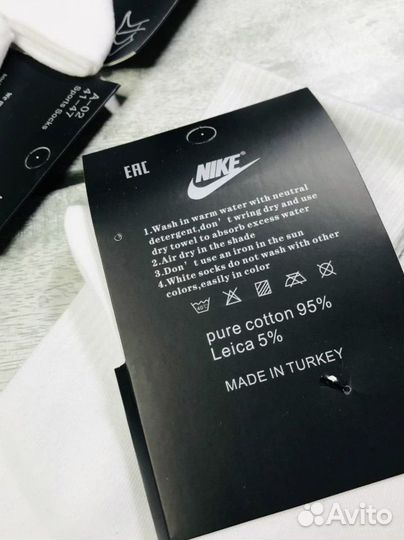 A-02
41-47
Sports Socks
EAC
NIKE
1.Wash in warm water with neutral
detergent,don't wring dry and use
dry towel to absorb excess water
2.Air dry in the shade
3.Don't use an iron in the sun
4.White socks do not wash with other
colors,easily in color
pure cotton 95%
Leica 5%
MADE IN TURKEY
Avito